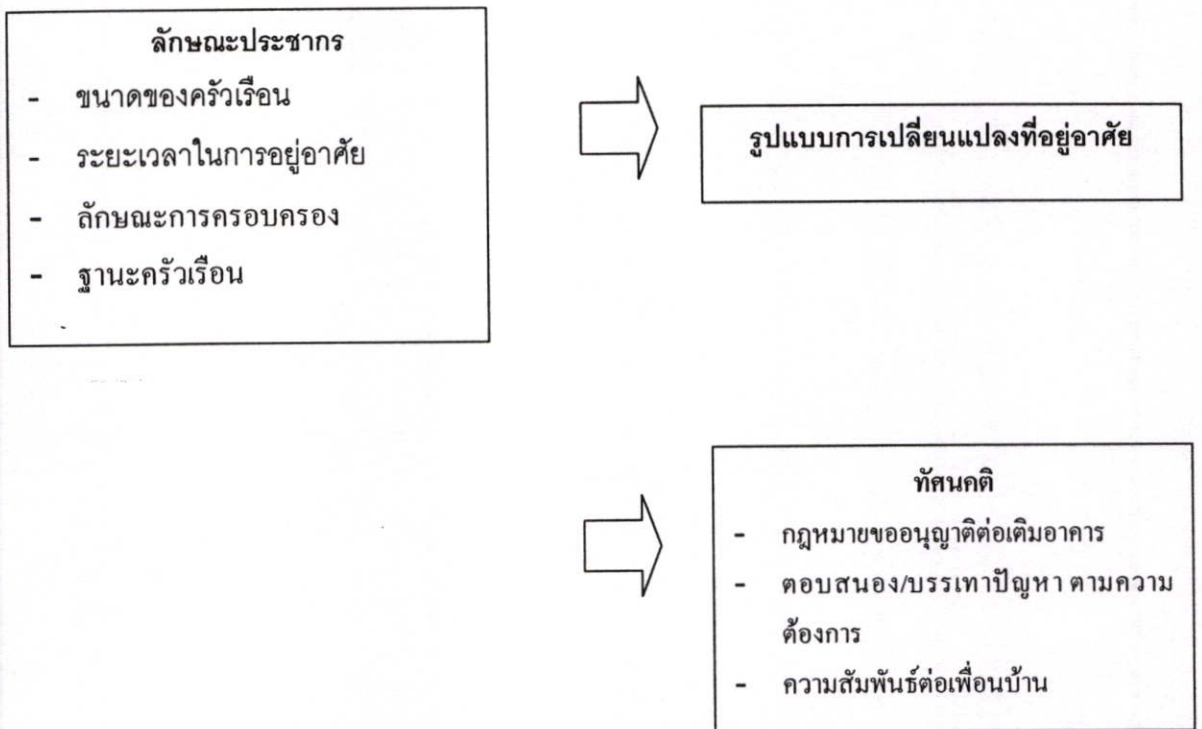 ลักษณะประชากร
- ขนาดของครัวเรือน
- ระยะเวลาในการอยู่อาศัย
- ลักษณะการครอบครอง
- ฐานะครัวเรือน
รูปแบบการเปลี่ยนแปลงที่อยู่อาศัย
ทัศนคติ
- กฎหมายขออนุญาติต่อเติมอาคาร
- ตอบสนอง/บรรเทาปัญหา ตามความ
ต้องการ
- ความสัมพันธ์ต่อเพื่อนบ้าน